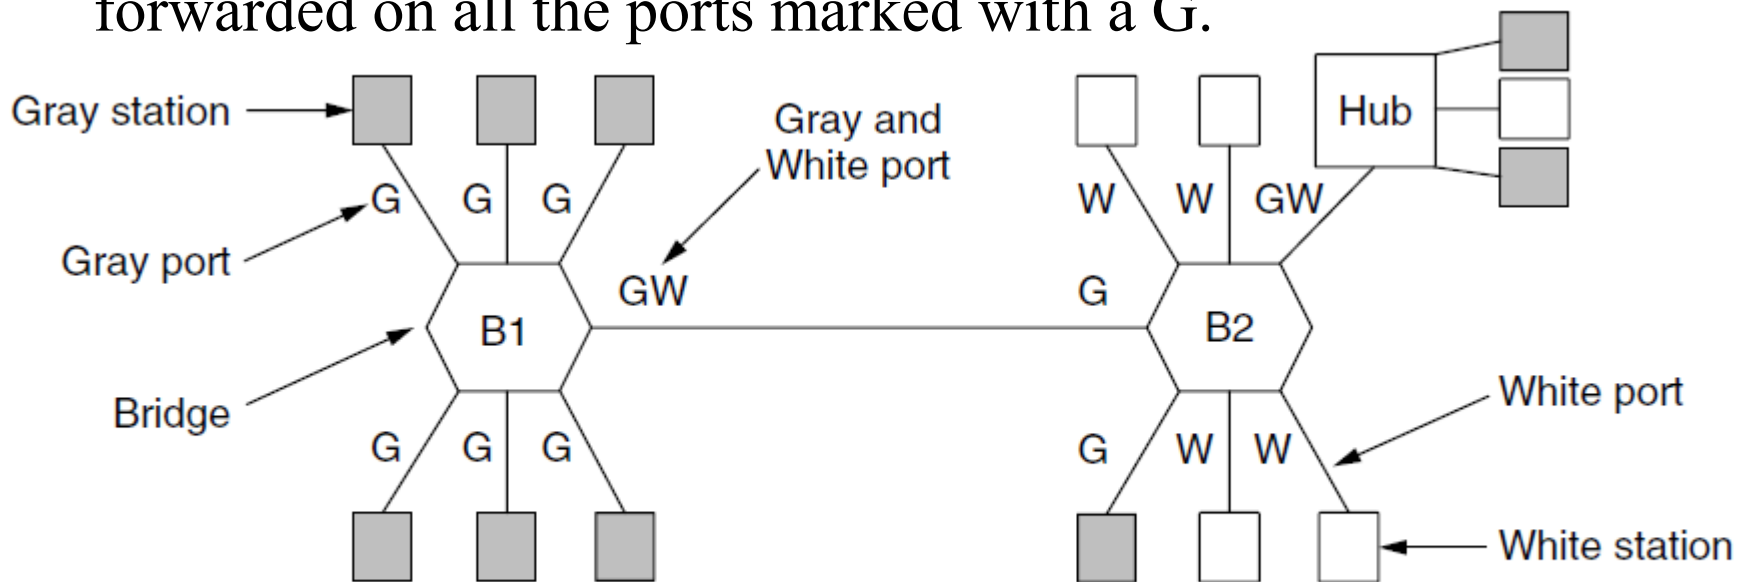 forwarded on all the ports marked with a G.
Gray station
Gray and
White port
Hub
G G G
W W GW
Gray port
GW
G
B1
B2
Bridge
White port
G G G
G W W
White station